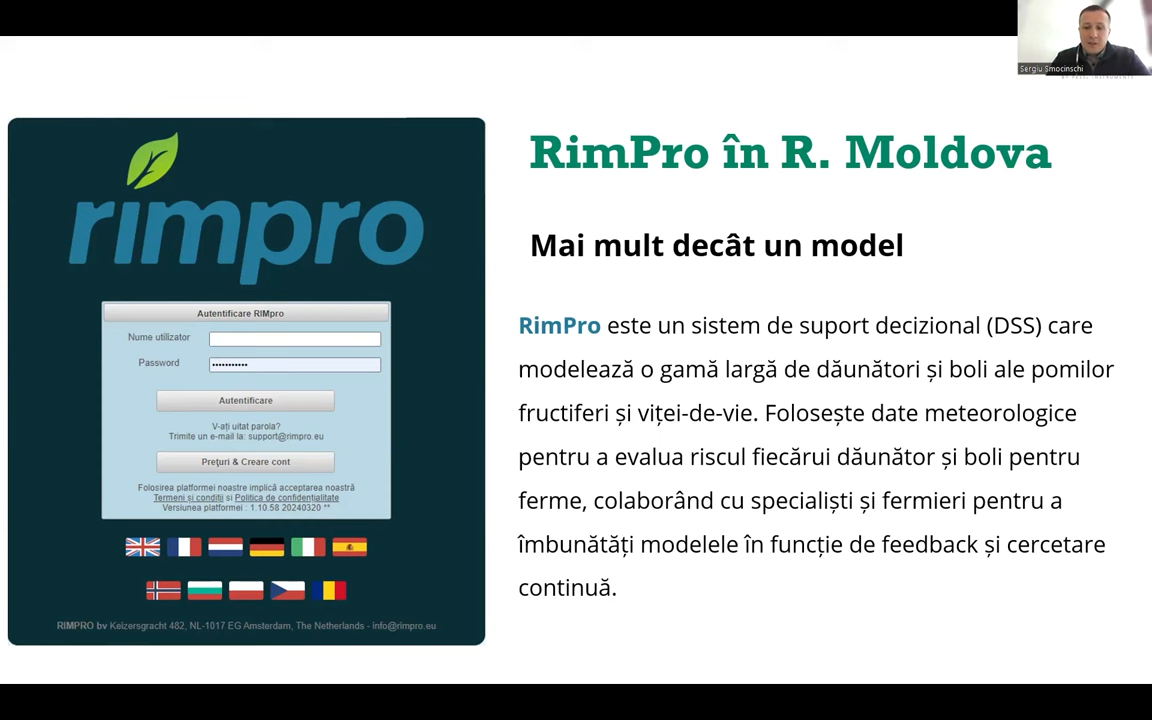 Sergiu Smocinschi
rimpro
Autentificare RIMpro
Nume utilizator
Password
•••••••••••
Autentificare
V-ați uitat parola?
Trimite un e-mail la: support@rimpro.eu
Prețuri & Creare cont
Folosirea platformei noastre implică acceptarea noastră
Termeni și condiții si Politica de confidențialitate
Versiunea platformei : 1.10.58 20240320 **
RIMPRO bv Keizersgracht 482, NL-1017 EG Amsterdam, The Netherlands - info@rimpro.eu
RimPro în R. Moldova
Mai mult decât un model
RimPro este un sistem de suport decizional (DSS) care
modelează o gamă largă de dăunători și boli ale pomilor
fructiferi și viței-de-vie. Folosește date meteorologice
pentru a evalua riscul fiecărui dăunător și boli pentru
ferme, colaborând cu specialiști și fermieri pentru a
îmbunătăți modelele în funcție de feedback și cercetare
continuă.